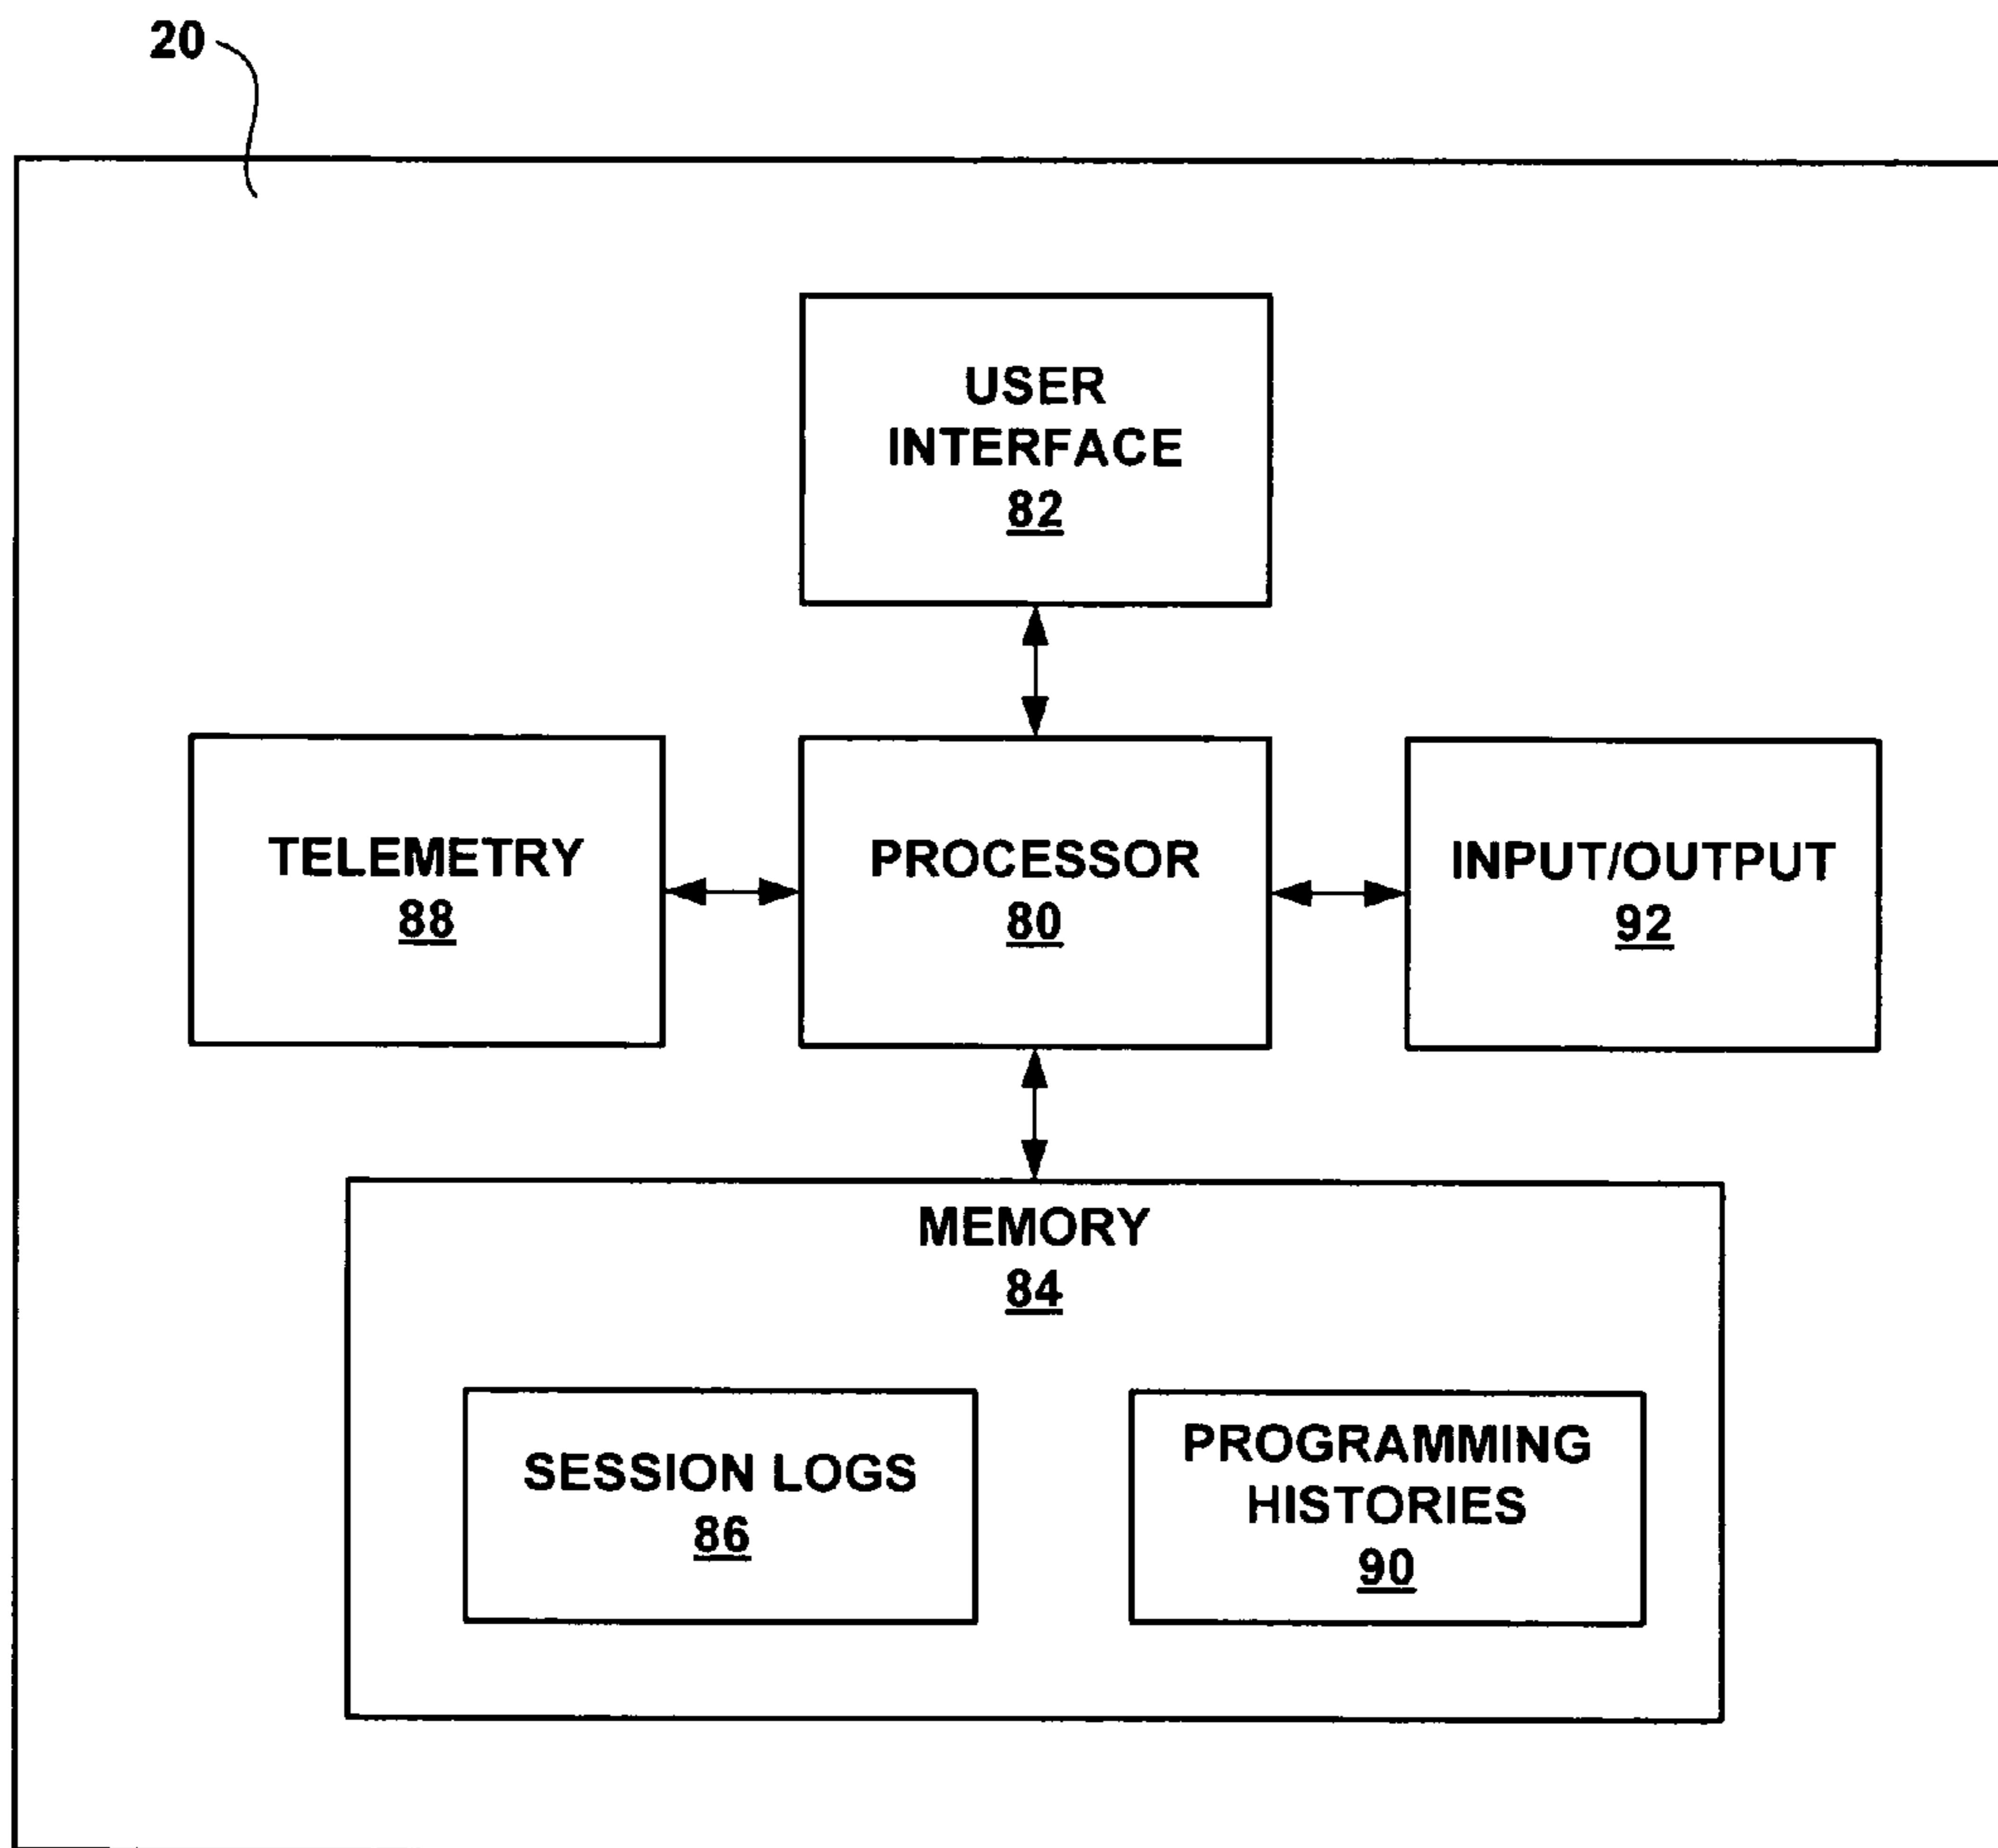 20
USER
INTERFACE
82
TELEMETRY
88
PROCESSOR
80
INPUT/OUTPUT
92
MEMORY
84
SESSION LOGS
86
PROGRAMMING
HISTORIES
90